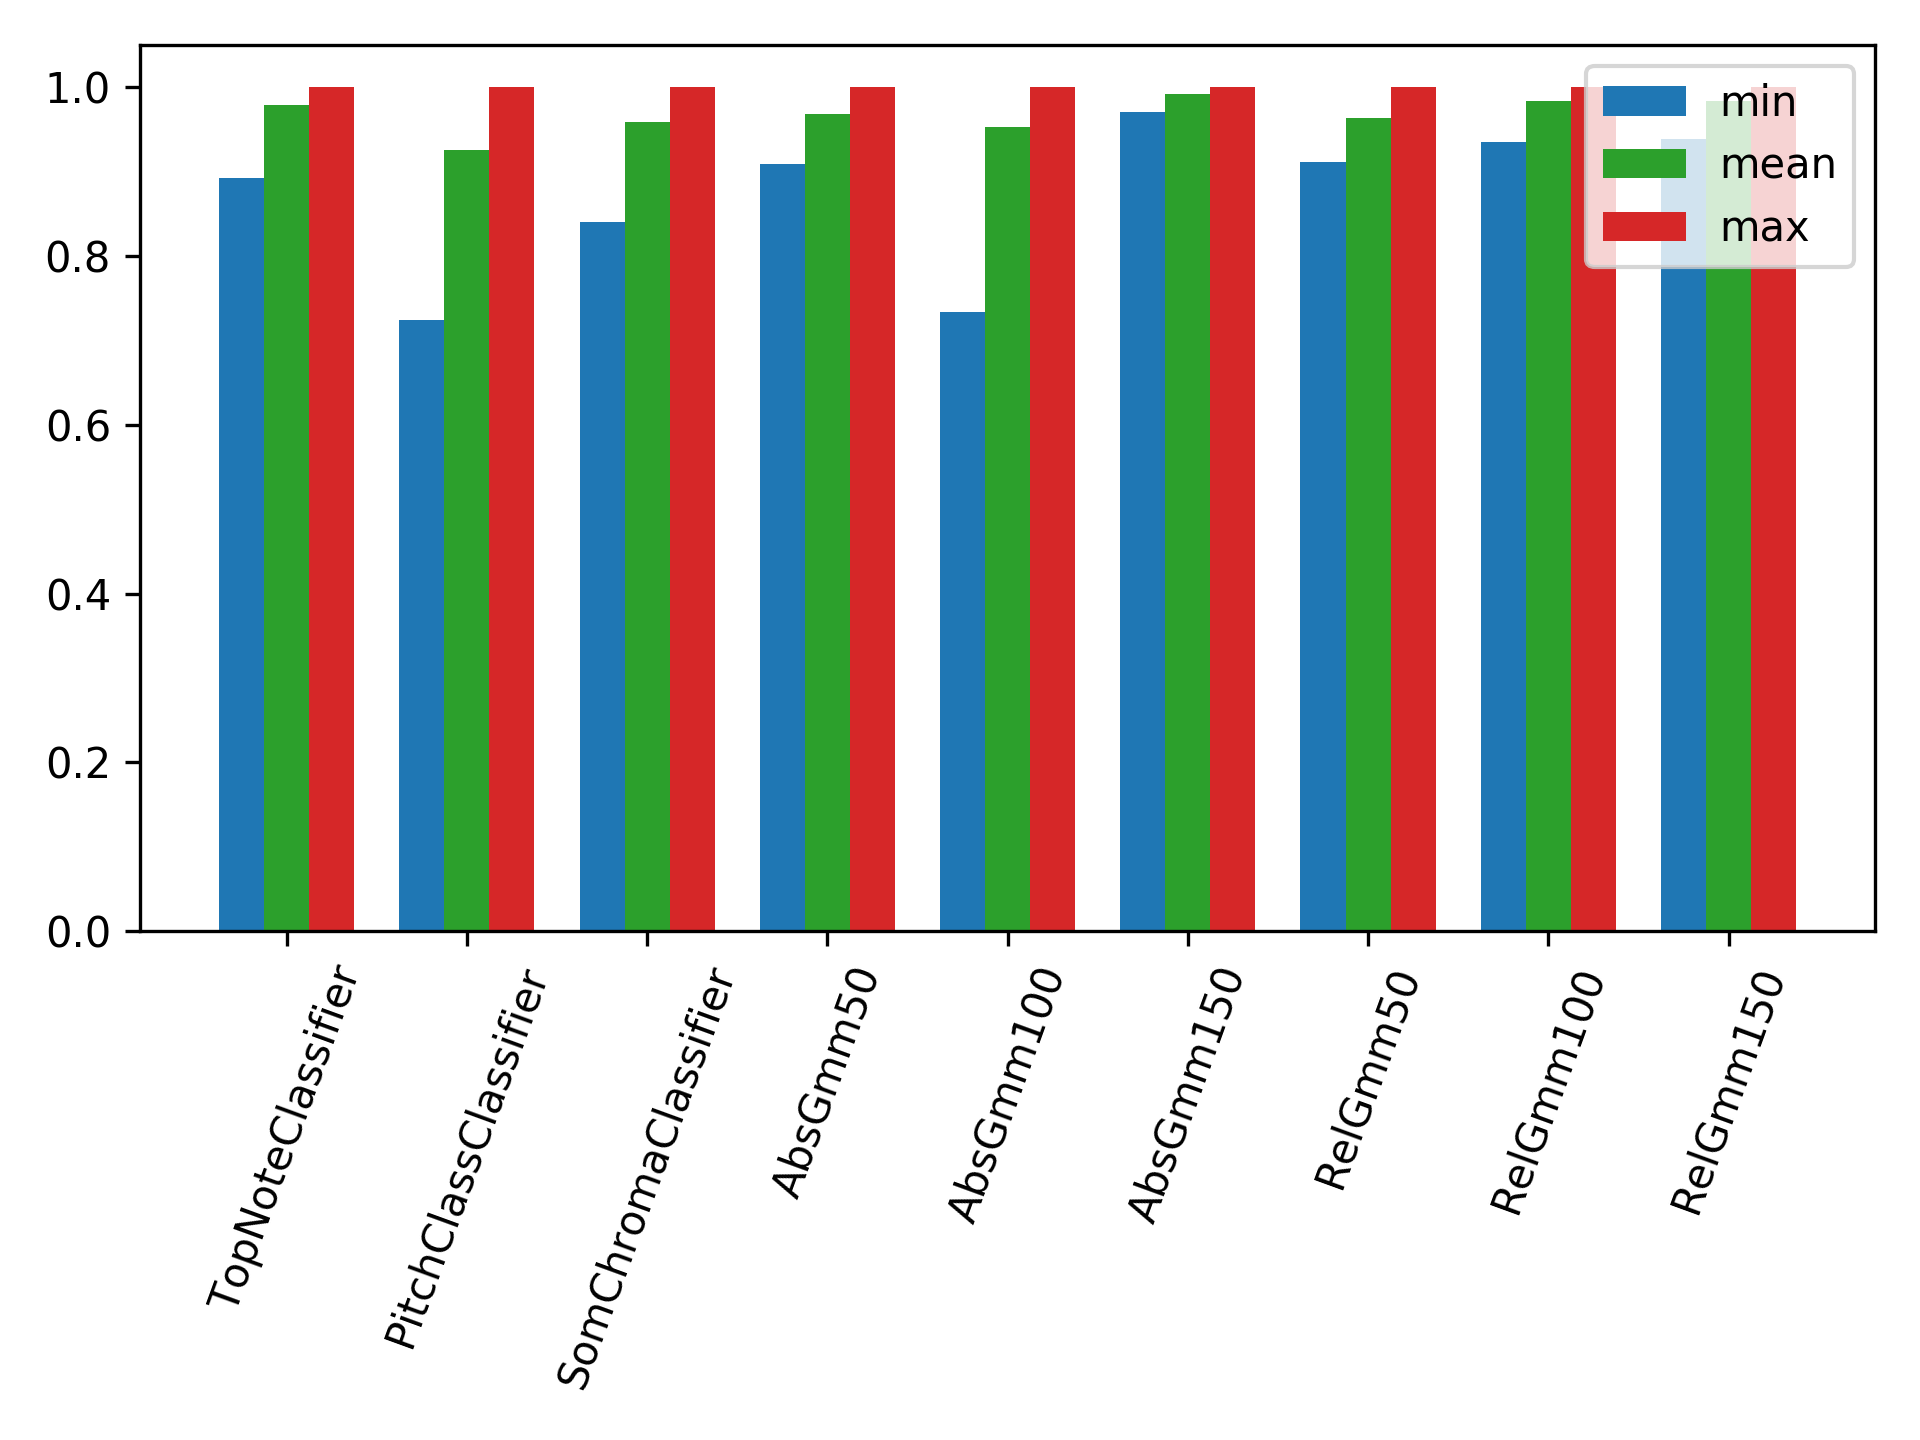 1.0
0.8
0.6
0.4
0.2
0.0
min
mean
max
TopNoteClassifier
PitchClassClassifier
SomChromaClassifier
AbsGmm50
AbsGmm100
AbsGmm150
RelGmm50
RelGmm100
RelGmm150